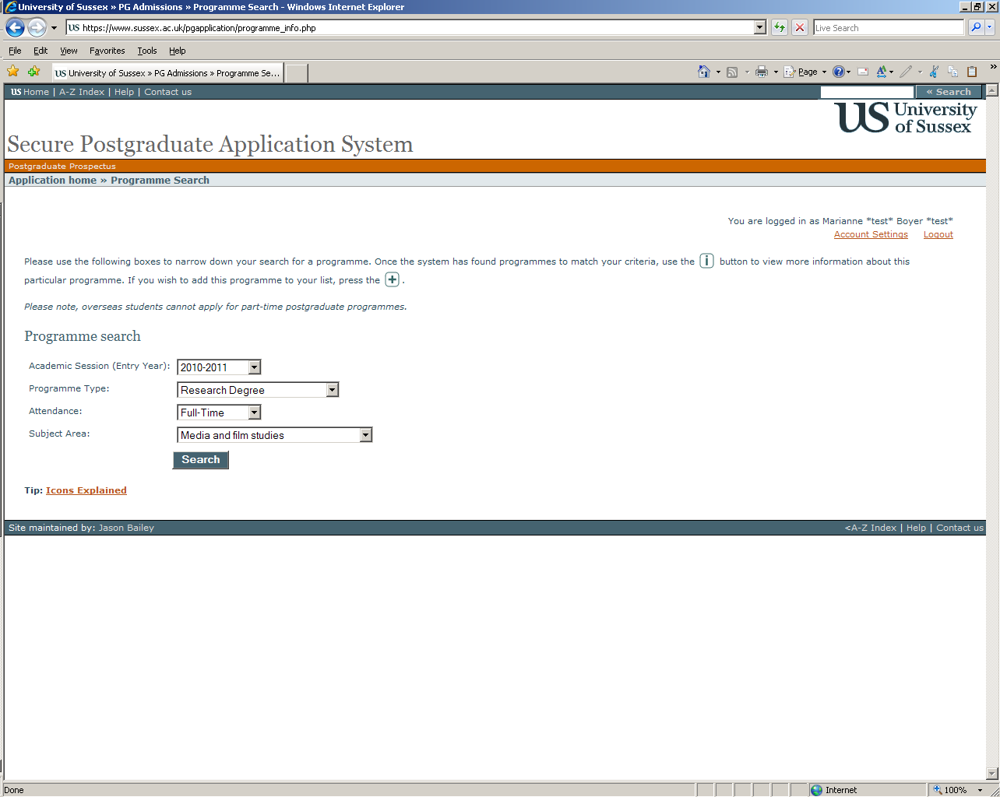 University of Sussex » PG Admissions » Programme Search - Windows Internet Explorer
US https://www.sussex.ac.uk/pgapplication/programme_info.php
Live Search
File Edit View Favorites Tools Help
US University of Sussex » PG Admissions » Programme Se...
Page
»
US Home | A-Z Index | Help | Contact us
« Search
US University of Sussex
Secure Postgraduate Application System
Postgraduate Prospectus
Application home » Programme Search
You are logged in as Marianne *test* Boyer *test*
Account Settings Logout
Please use the following boxes to narrow down your search for a programme. Once the system has found programmes to match your criteria, use the i button to view more information about this
particular programme. If you wish to add this programme to your list, press the + .
Please note, overseas students cannot apply for part-time postgraduate programmes.
Programme search
Academic Session (Entry Year): 2010-2011
Programme Type: Research Degree
Attendance: Full-Time
Subject Area: Media and film studies
Search
Tip: Icons Explained
Site maintained by: Jason Bailey
<A-Z Index | Help | Contact us
Done
Internet
100%